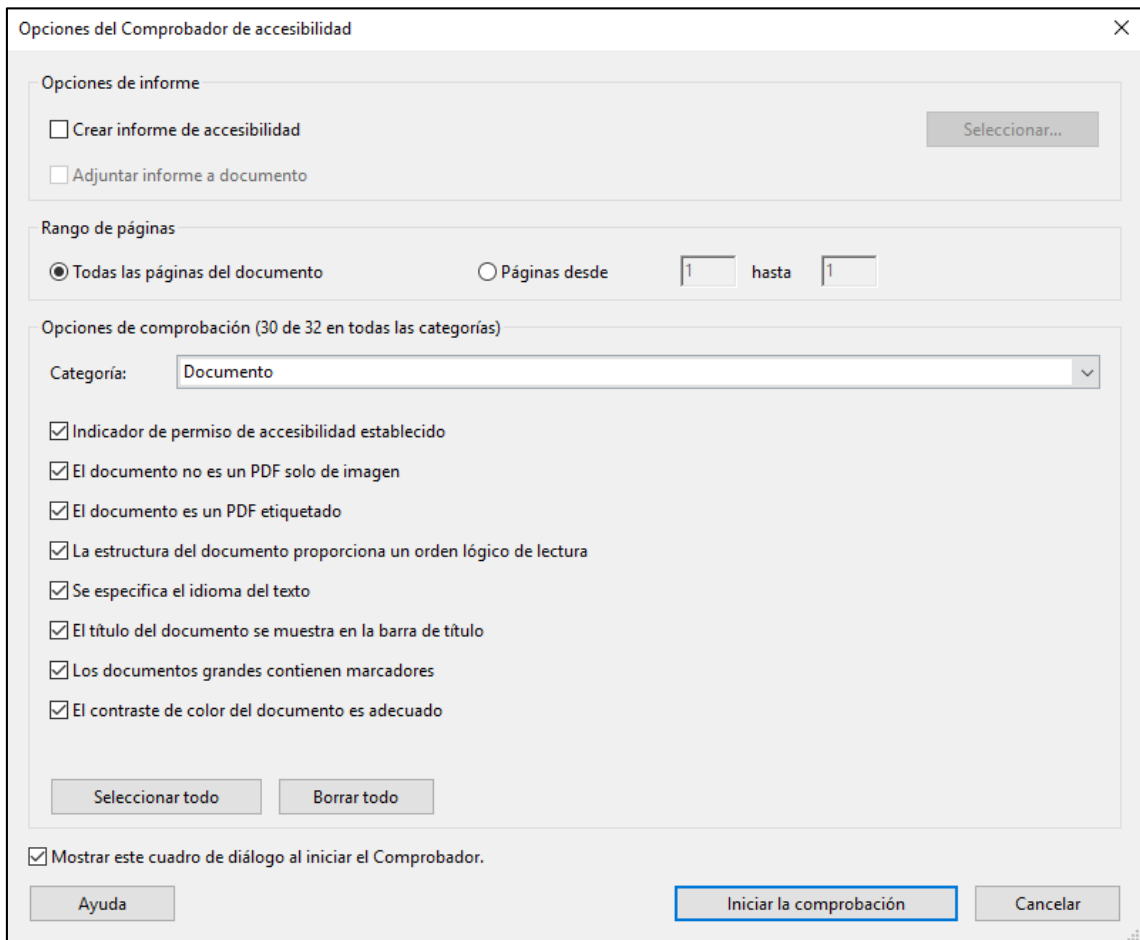 Opciones del Comprobador de accesibilidad
Opciones de informe
Crear informe de accesibilidad
Seleccionar...
Adjuntar informe a documento
Rango de páginas
Todas las páginas del documento Páginas desde 1 hasta 1
Opciones de comprobación (30 de 32 en todas las categorías)
Categoría: Documento
Indicador de permiso de accesibilidad establecido
El documento no es un PDF solo de imagen
El documento es un PDF etiquetado
La estructura del documento proporciona un orden lógico de lectura
Se especifica el idioma del texto
El título del documento se muestra en la barra de título
Los documentos grandes contienen marcadores
El contraste de color del documento es adecuado
Seleccionar todo Borrar todo
Mostrar este cuadro de diálogo al iniciar el Comprobador.
Ayuda Iniciar la comprobación Cancelar